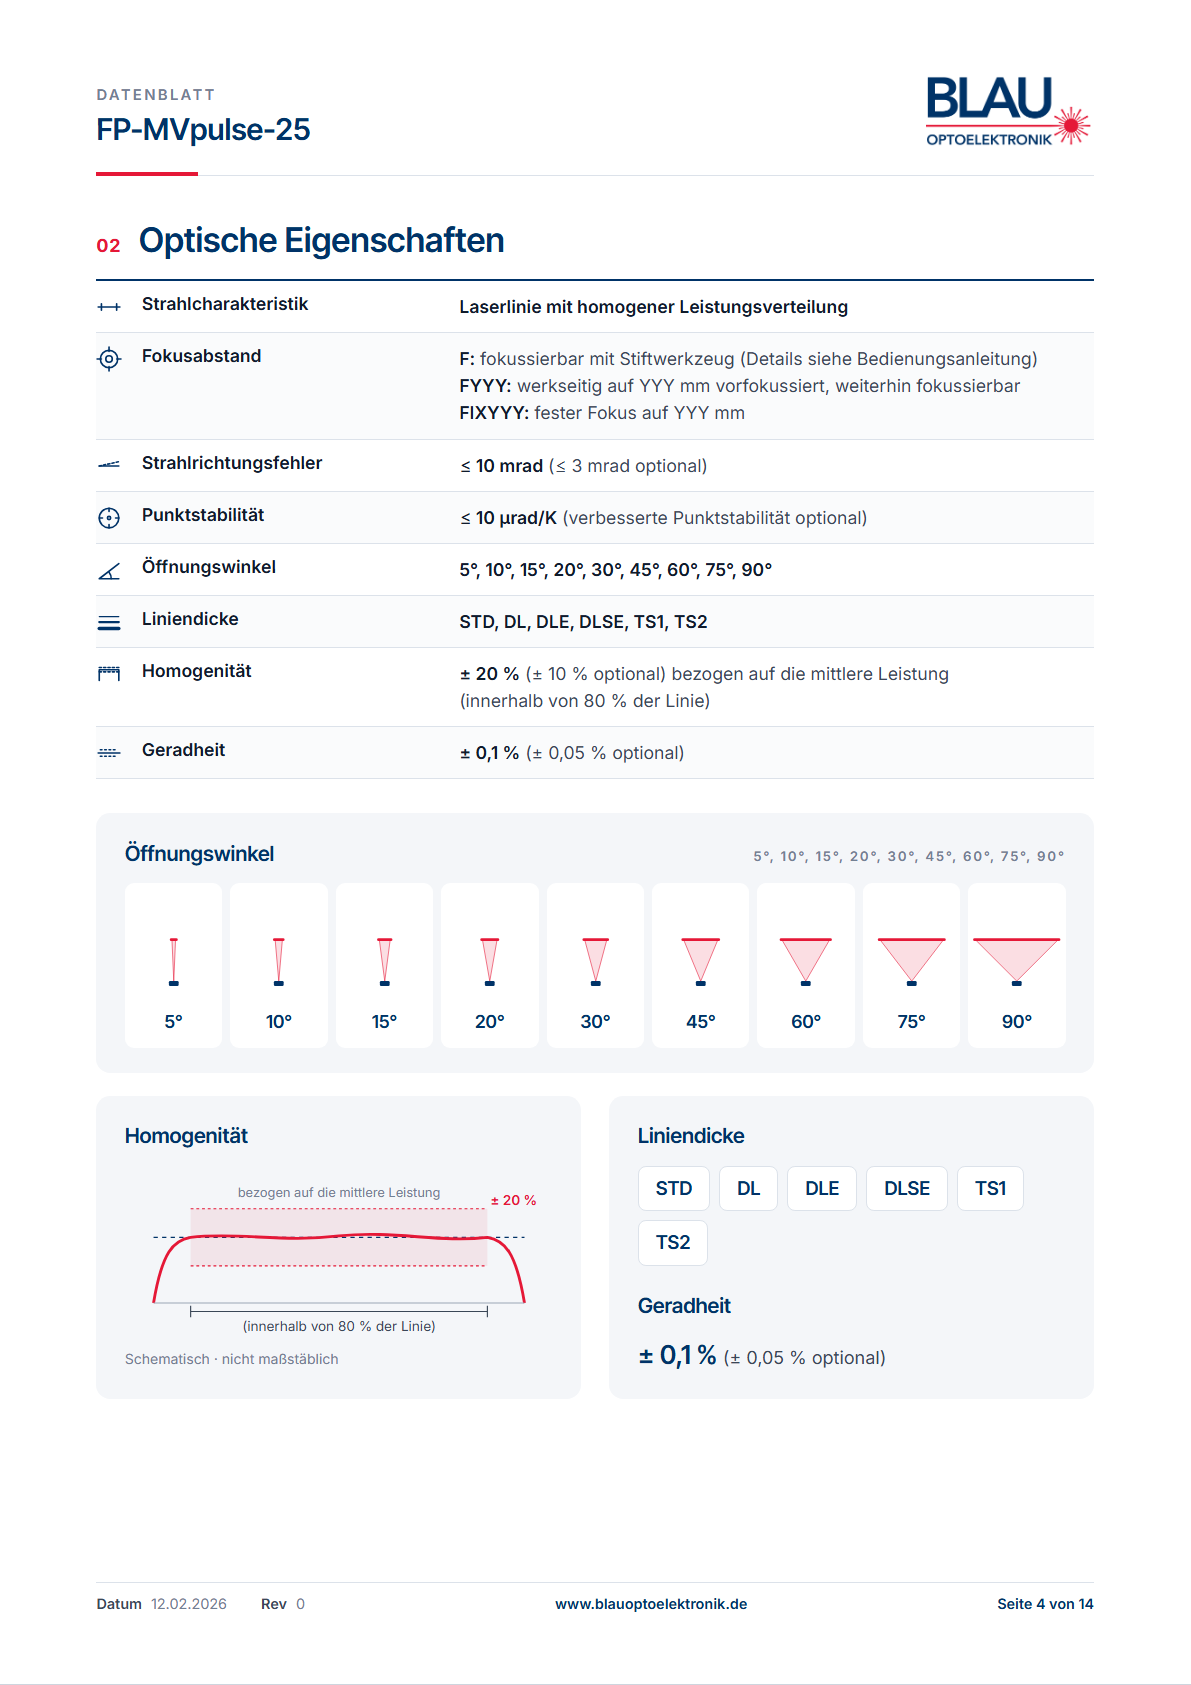 DATENBLATT
FP-MVpulse-25
BLAU
OPTOELEKTRONIK
02 Optische Eigenschaften
Strahlcharakteristik Laserlinie mit homogener Leistungsverteilung
Fokusabstand F: fokussierbar mit Stiftwerkzeug (Details siehe Bedienungsanleitung)
FYYY: werkseitig auf YYY mm vorfokussiert, weiterhin fokussierbar
FIXYYY: fester Fokus auf YYY mm
Strahlrichtungsfehler ≤ 10 mrad (≤ 3 mrad optional)
Punktstabilität ≤ 10 µrad/K (verbesserte Punktstabilität optional)
Öffnungswinkel 5°, 10°, 15°, 20°, 30°, 45°, 60°, 75°, 90°
Liniendicke STD, DL, DLE, DLSE, TS1, TS2
Homogenität ± 20 % (± 10 % optional) bezogen auf die mittlere Leistung
(innerhalb von 80 % der Linie)
Geradheit ± 0,1 % (± 0,05 % optional)
Öffnungswinkel 5°, 10°, 15°, 20°, 30°, 45°, 60°, 75°, 90°
5° 10° 15° 20° 30° 45° 60° 75° 90°
Homogenität
bezogen auf die mittlere Leistung
± 20 %
(innerhalb von 80 % der Linie)
Schematisch · nicht maßstäblich
Liniendicke
STD DL DLE DLSE TS1
TS2
Geradheit
± 0,1 % (± 0,05 % optional)
Datum 12.02.2026 Rev 0 www.blauoptoelektronik.de Seite 4 von 14